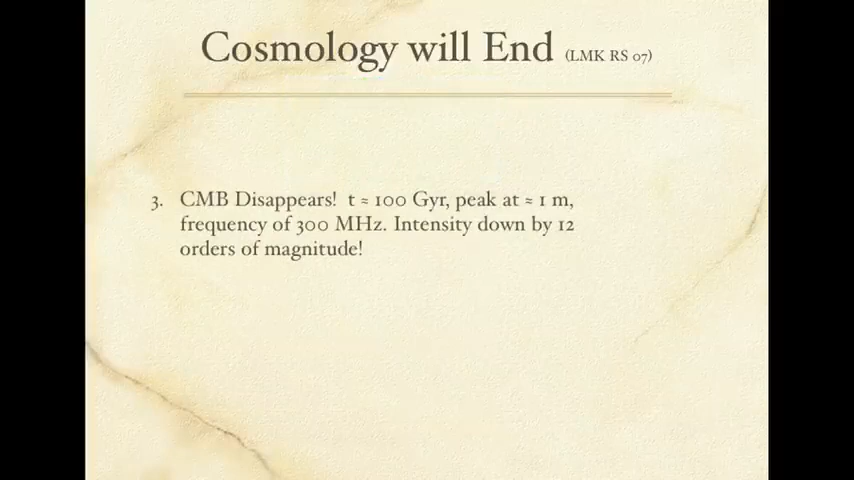 Cosmology will End (LMK RS 07)
3. CMB Disappears! t ≈ 100 Gyr, peak at ≈ 1 m,
frequency of 300 MHz. Intensity down by 12
orders of magnitude!